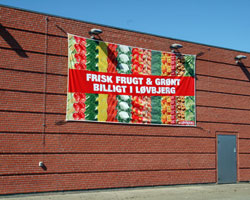 FRISK FRUGT & GRØNT
BILLIGT I LØVBJERG